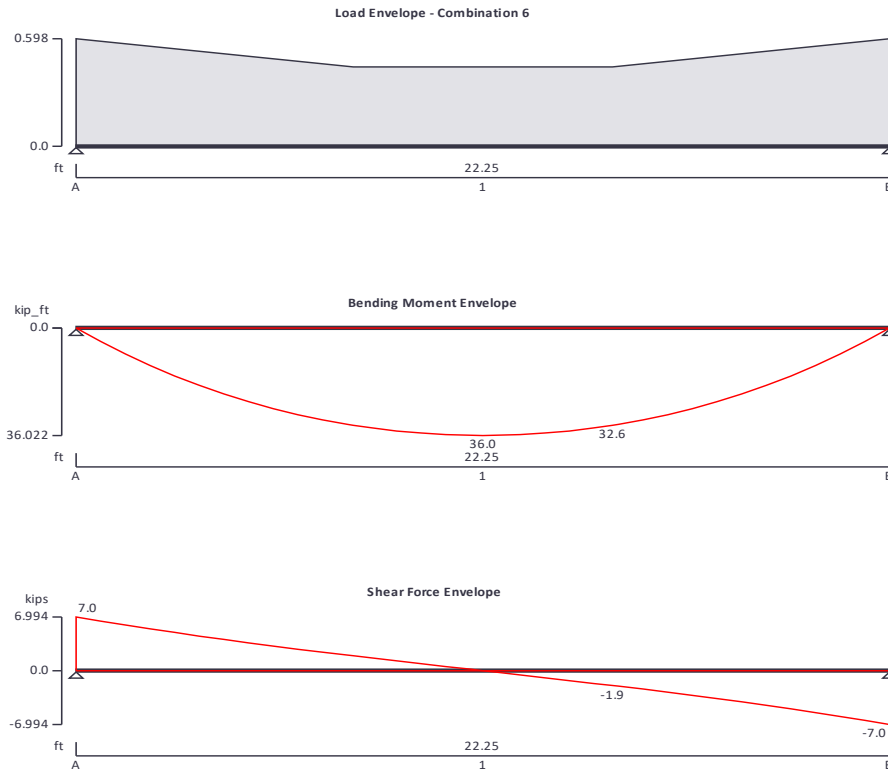 Load Envelope - Combination 6
0.598
0.0
ft
22.25
A
1
Bending Moment Envelope
kip_ft
0.0
36.022
36.0
32.6
ft
22.25
A
1
Shear Force Envelope
kips
7.0
6.994
0.0
-6.994
-1.9
-7.0
ft
22.25
A
1